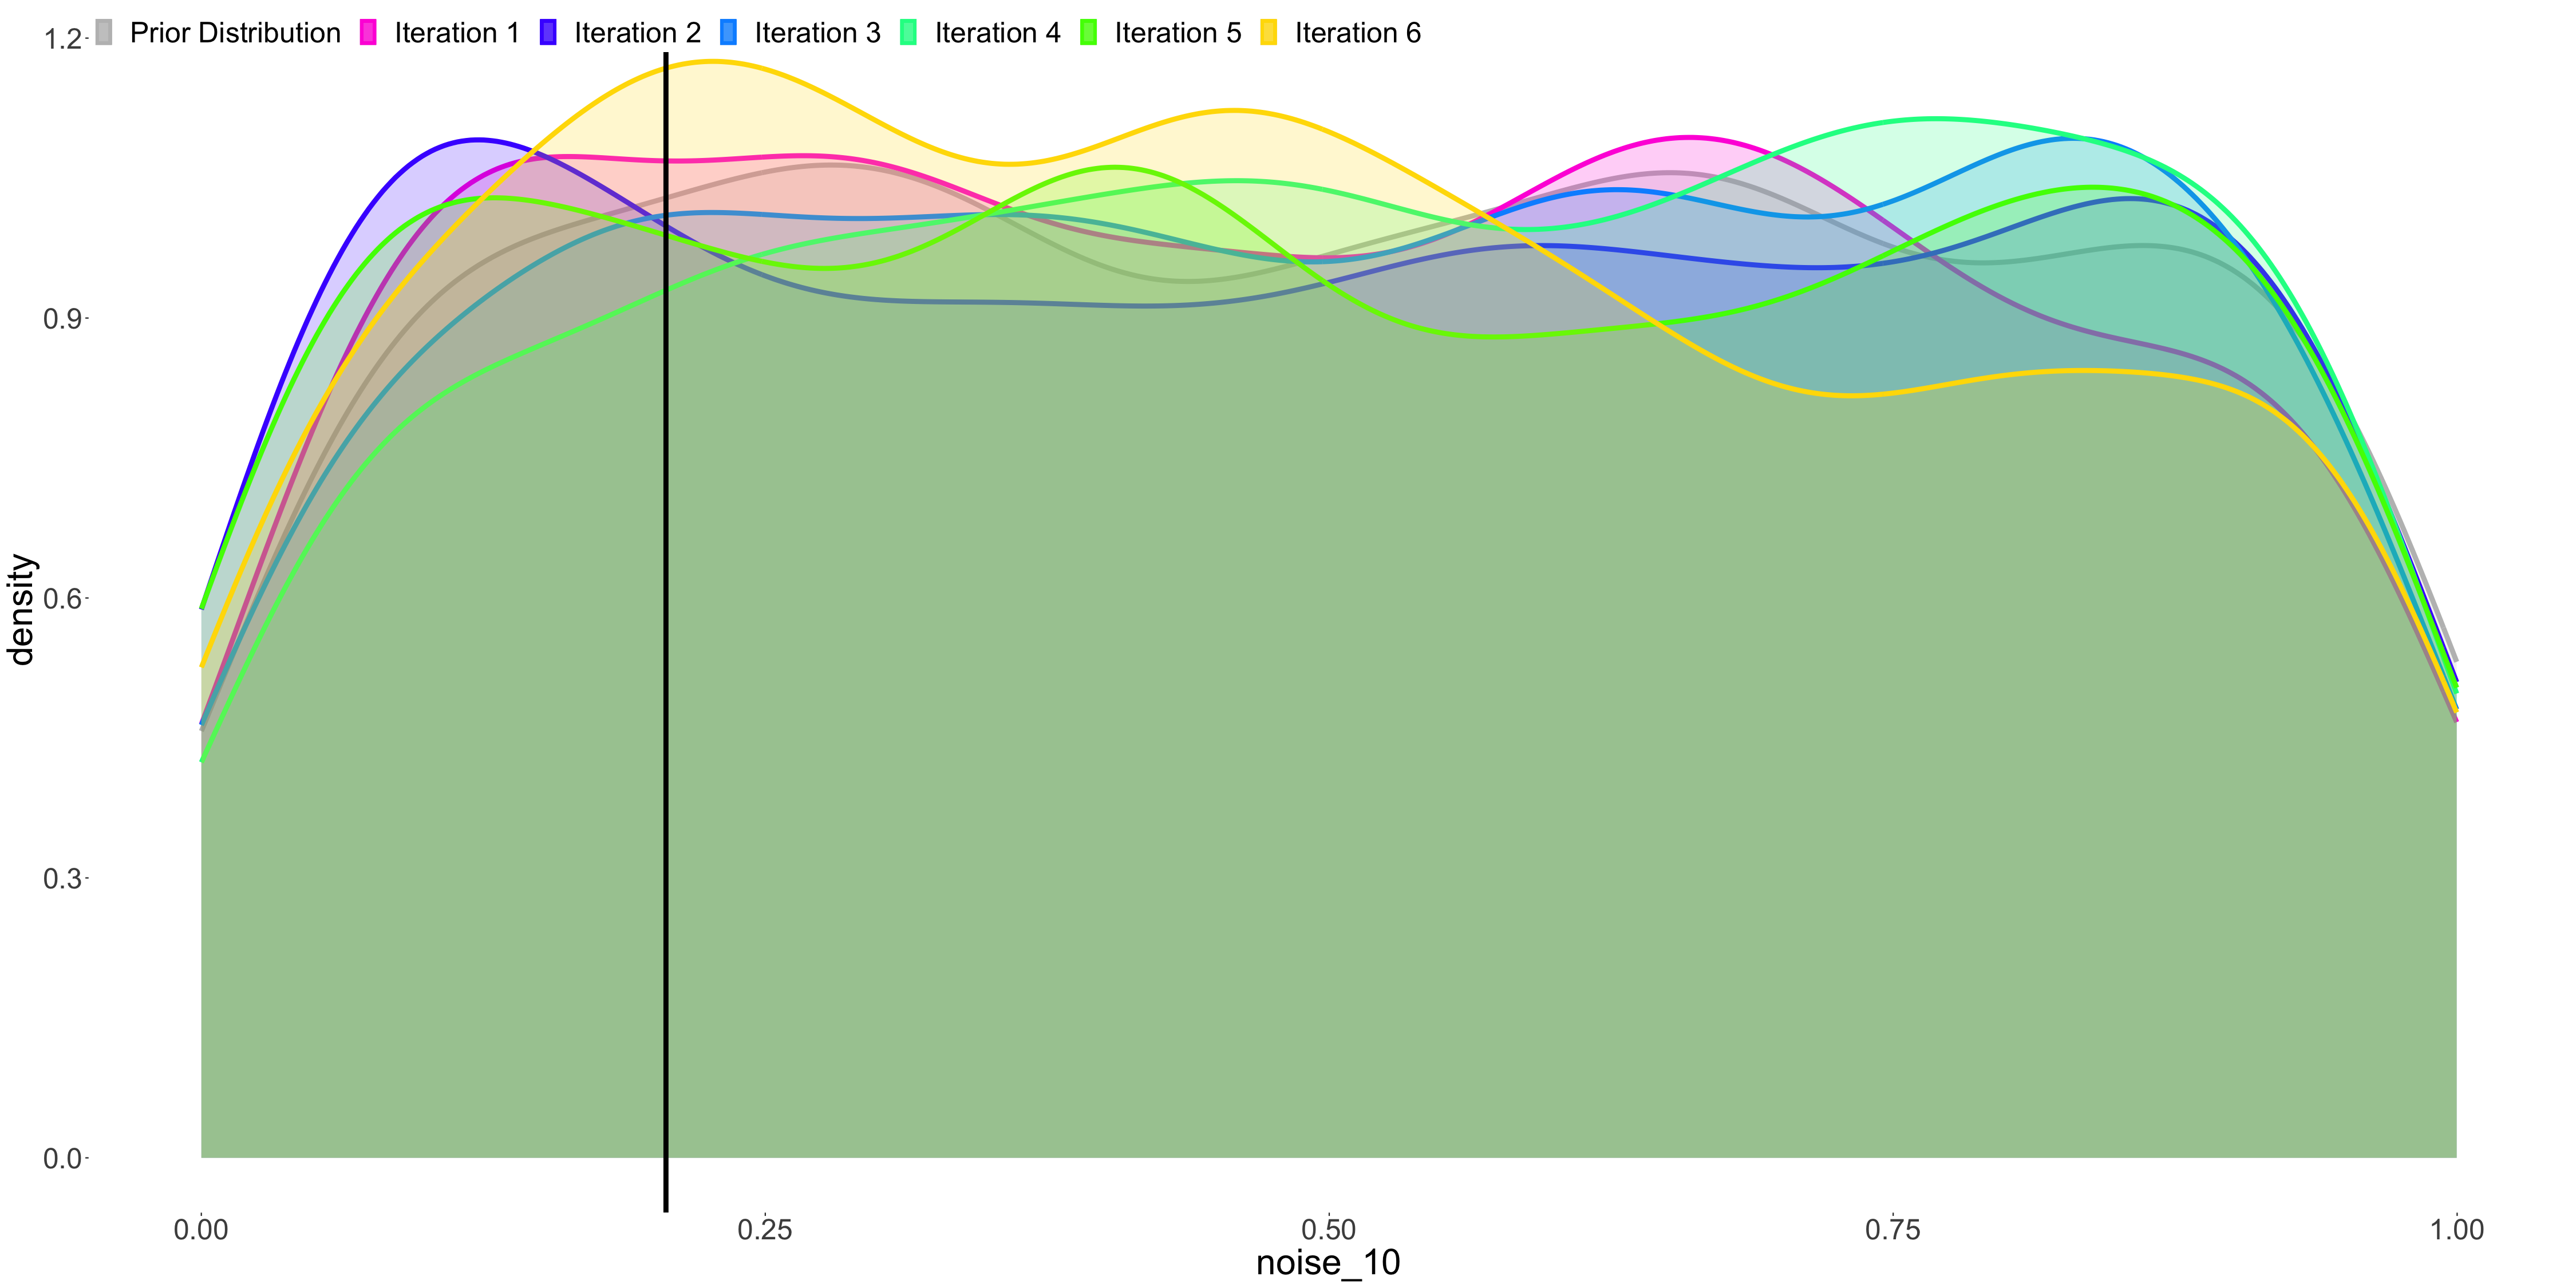 Prior Distribution Iteration 1 Iteration 2 Iteration 3 Iteration 4 Iteration 5 Iteration 6
1.2
0.9
0.6
0.3
0.0
density
0.00 0.25 0.50 0.75 1.00
noise_10